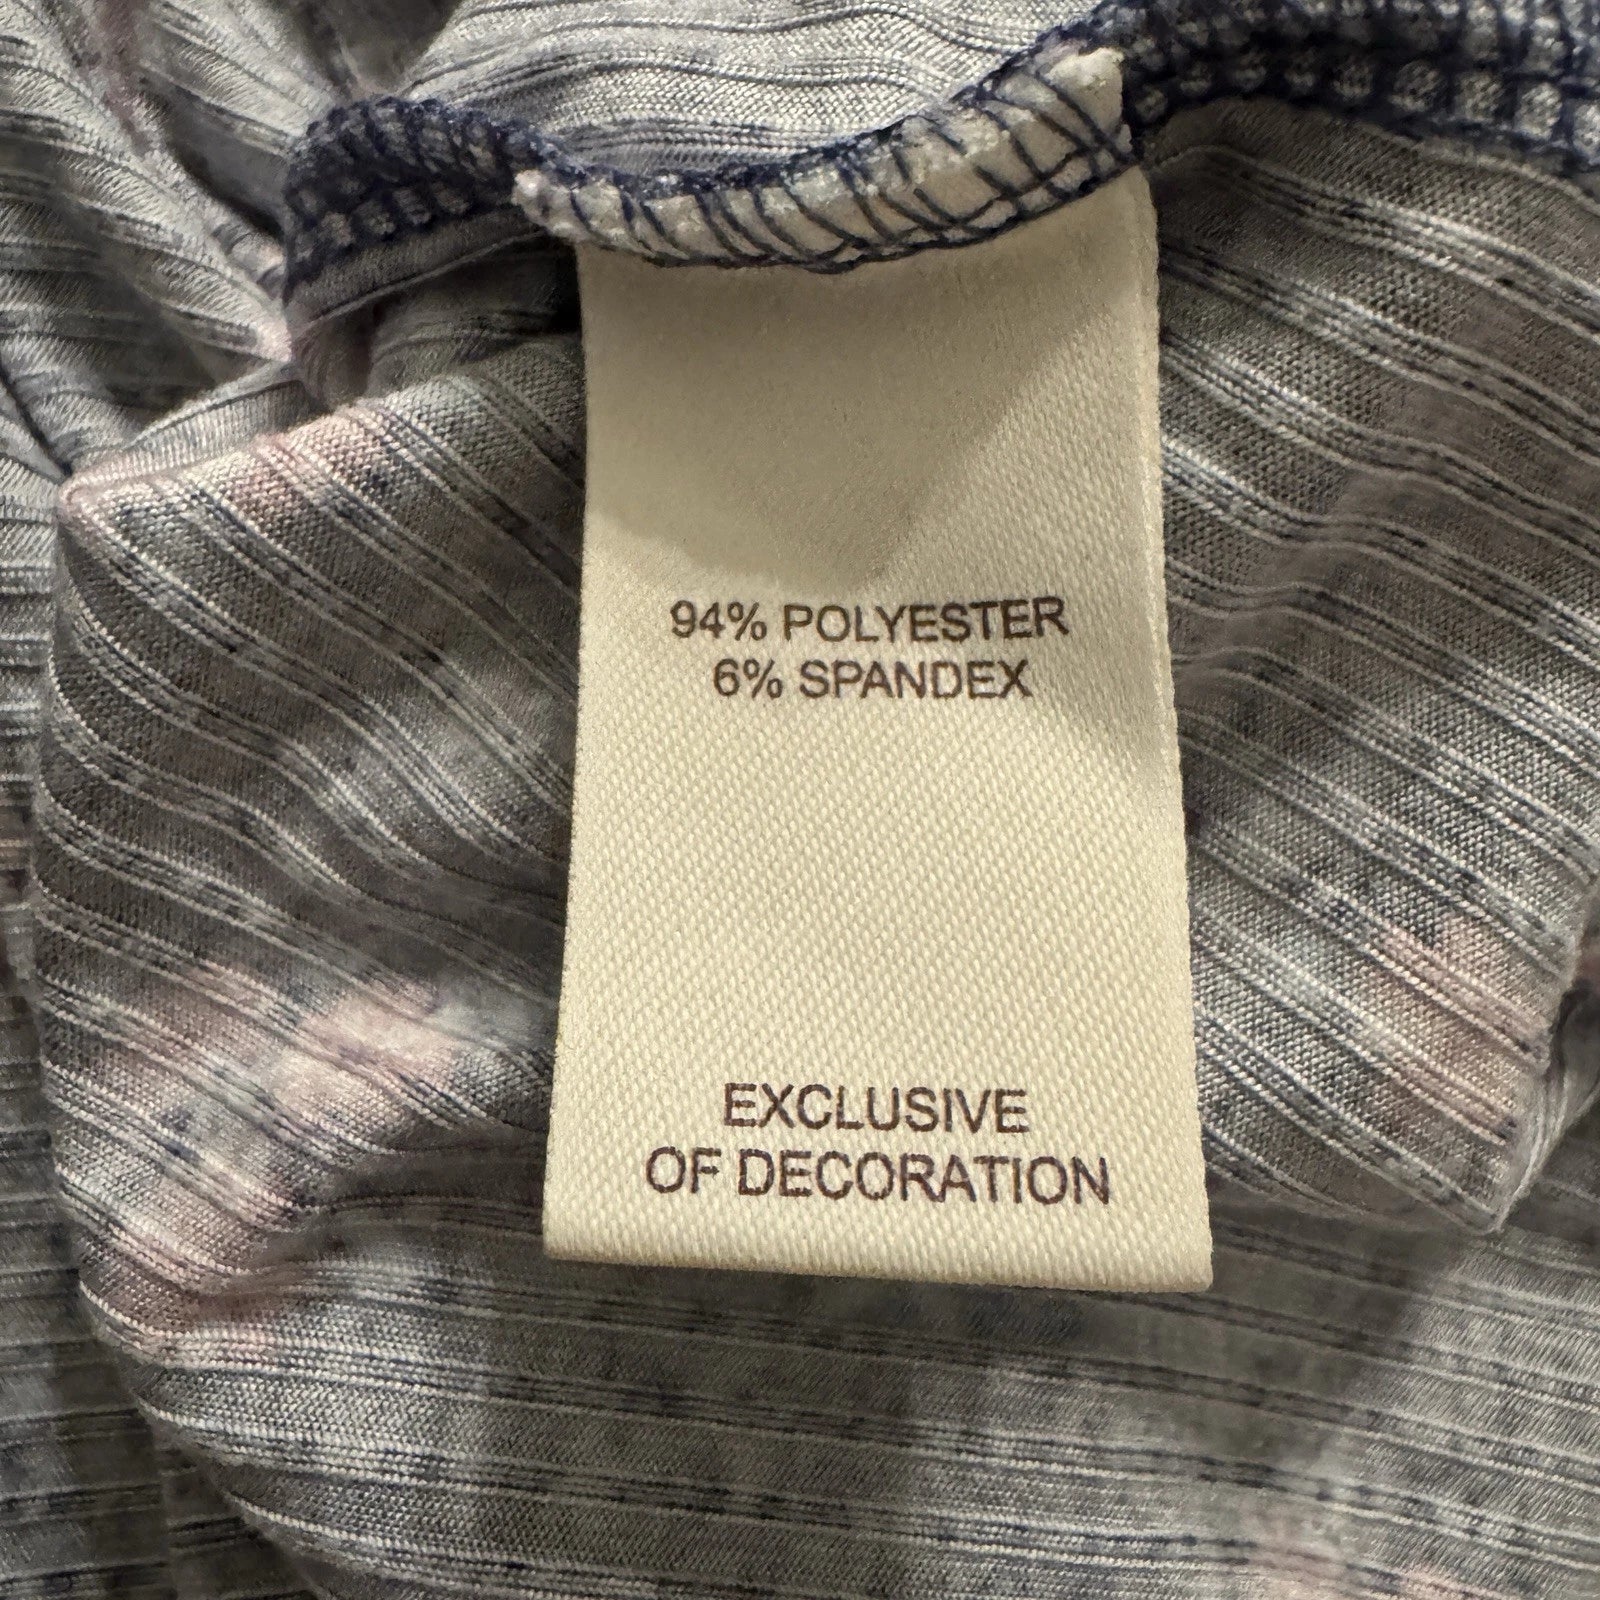 94% POLYESTER
6% SPANDEX
EXCLUSIVE
OF DECORATION